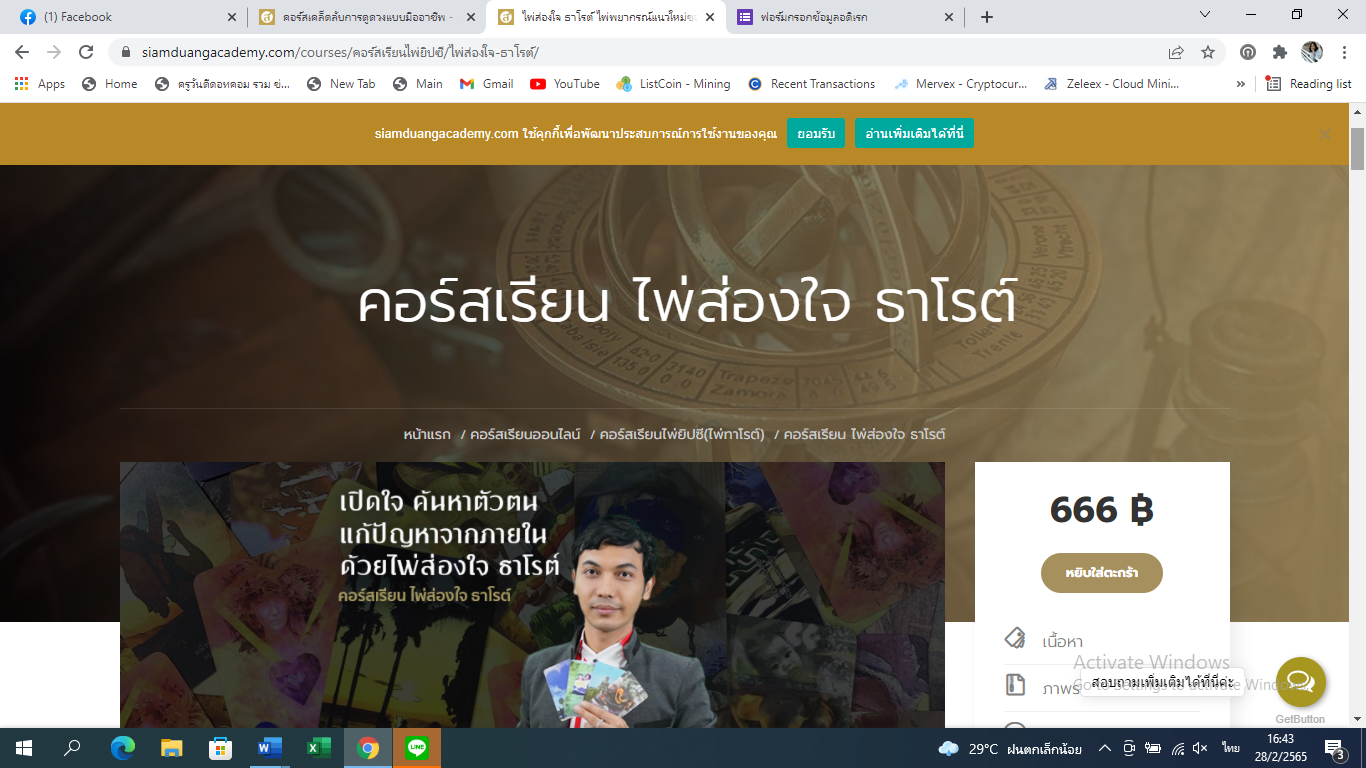 (1) Facebook
คอร์สเคล็ดลับการดูดวงแบบมืออาชีพ -
ไพ่ส่องใจ ธาโรต์ ไพ่พยากรณ์แนวใหม่ขอ
ฟอร์มกรอกข้อมูลอดิเรก
siamduangacademy.com/courses/คอร์สเรียนไพ่ยิปซี/ไพ่ส่องใจ-ธาโรต์/
Apps
Home
ครูวันดีดอทคอม รวม ข่...
New Tab
Main
Gmail
YouTube
ListCoin - Mining
Recent Transactions
Mervex - Cryptocur...
Zeleex - Cloud Mini...
»
Reading list
siamduangacademy.com ใช้คุกกี้เพื่อพัฒนาประสบการณ์การใช้งานของคุณ
ยอมรับ
อ่านเพิ่มเติมได้ที่นี่
คอร์สเรียน ไพ่ส่องใจ ธาโรต์
Trapeze
Zamora
Tollen
Trente
Verone
หน้าแรก / คอร์สเรียนออนไลน์ / คอร์สเรียนไพ่ยิปซี(ไพ่ทาโรต์) / คอร์สเรียน ไพ่ส่องใจ ธาโรต์
เปิดใจ ค้นหาตัวตน
แก้ปัญหาจากภายใน
ด้วยไพ่ส่องใจ ธาโรต์
คอร์สเรียน ไพ่ส่องใจ ธาโรต์
666 ฿
หยิบใส่ตะกร้า
เนื้อหา
ภาพร
Activate Windows
Go to Settings to activate Windows.
สอบถามเพิ่มเติมได้ที่นี่ค่ะ
GetButton
29°C ฝนตกเล็กน้อย
ไทย
16:43
28/2/2565
3